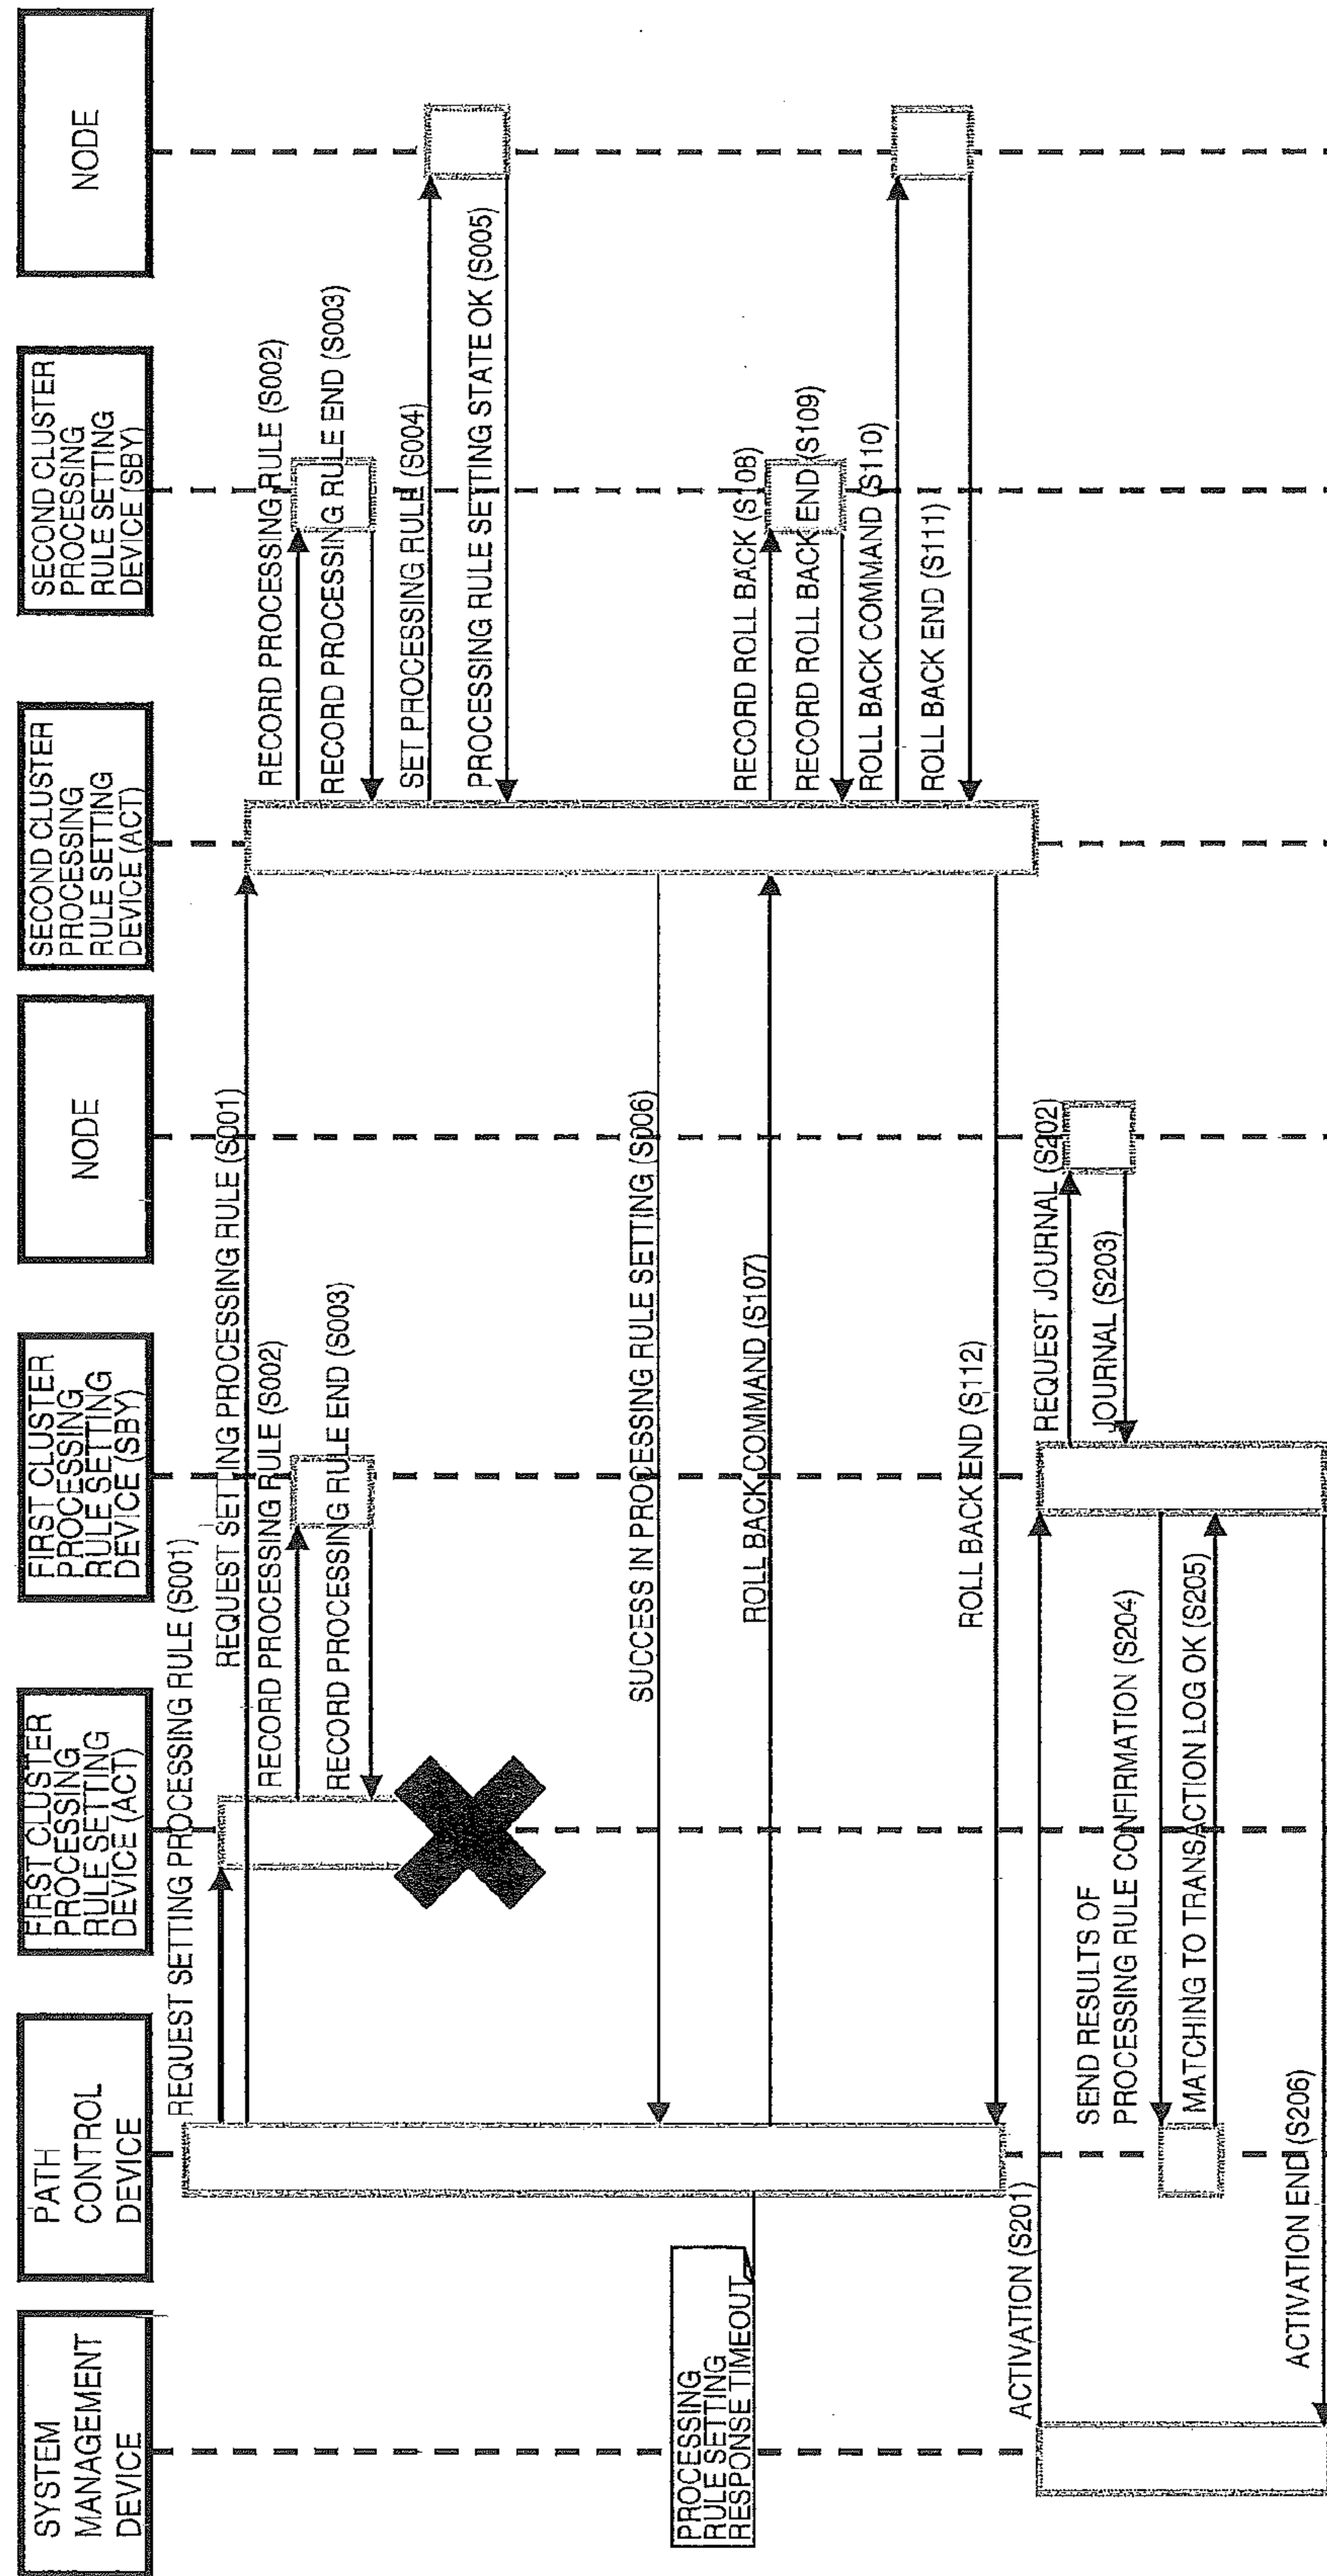 SYSTEM
MANAGEMENT
DEVICE
PATH
CONTROL
DEVICE
FIRST CLUSTER
PROCESSING
RULE SETTING
DEVICE (ACT)
FIRST CLUSTER
PROCESSING
RULE SETTING
DEVICE (SBY)
NODE
SECOND CLUSTER
PROCESSING
RULE SETTING
DEVICE (ACT)
SECOND CLUSTER
PROCESSING
RULE SETTING
DEVICE (SBY)
NODE
REQUEST SETTING PROCESSING RULE (S001)
REQUEST SETTING PROCESSING RULE (S001)
RECORD PROCESSING RULE (S002)
RECORD PROCESSING RULE (S002)
RECORD PROCESSING RULE END (S003)
RECORD PROCESSING RULE END (S003)
SET PROCESSING RULE (S004)
PROCESSING RULE SETTING STATE OK (S005)
SUCCESS IN PROCESSING RULE SETTING (S006)
PROCESSING
RULE SETTING
RESPONSE TIMEOUT
ROLL BACK COMMAND (S107)
RECORD ROLL BACK (S108)
RECORD ROLL BACK END (S109)
ROLL BACK COMMAND (S110)
ROLL BACK END (S111)
ROLL BACK END (S112)
ACTIVATION (S201)
REQUEST JOURNAL (S202)
JOURNAL (S203)
SEND RESULTS OF
PROCESSING RULE CONFIRMATION (S204)
MATCHING TO TRANSACTION LOG OK (S205)
ACTIVATION END (S206)